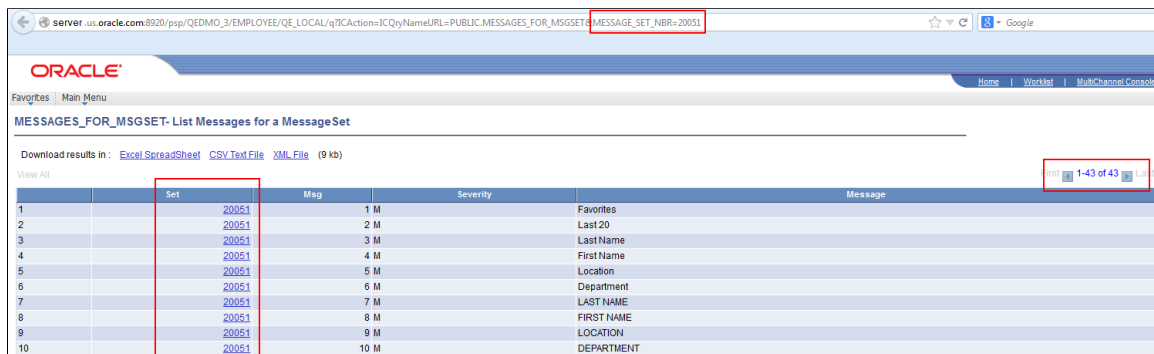 server.us.oracle.com:8920/psp/QEDMO_3/EMPLOYEE/QE_LOCAL/q?ICAction=ICQryNameURL=PUBLIC.MESSAGES_FOR_MSGSET&MESSAGE_SET_NBR=20051 Google
ORACLE
Home | Worklist | MultiChannel Console
Favorites Main Menu
MESSAGES_FOR_MSGSET- List Messages for a MessageSet
Download results in : Excel SpreadSheet CSV Text File XML File (9 kb)
View All First 1-43 of 43 Last
Set Msg Severity Message
1 20051 1 M Favorites
2 20051 2 M Last 20
3 20051 3 M Last Name
4 20051 4 M First Name
5 20051 5 M Location
6 20051 6 M Department
7 20051 7 M LAST NAME
8 20051 8 M FIRST NAME
9 20051 9 M LOCATION
10 20051 10 M DEPARTMENT